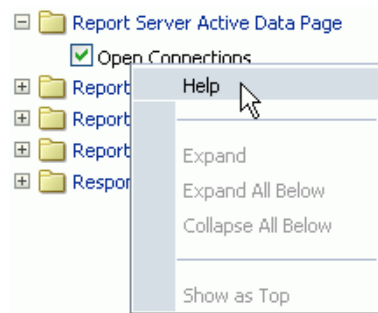 Report Server Active Data Page
Open Connections
Report
Help
Report
Report
Expand
Respon
Expand All Below
Collapse All Below
Show as Top